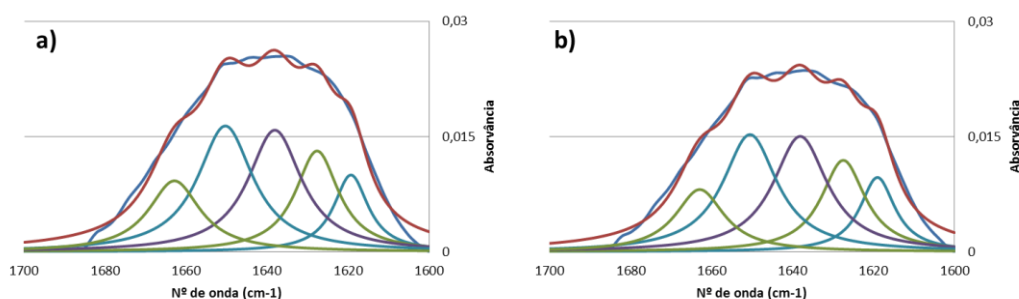 a)
0,03
0,015
0
Absorvância
1700 1680 1660 1640 1620 1600
Nº de onda (cm-1)
b)
0,03
0,015
0
Absorvância
1700 1680 1660 1640 1620 1600
Nº de onda (cm-1)